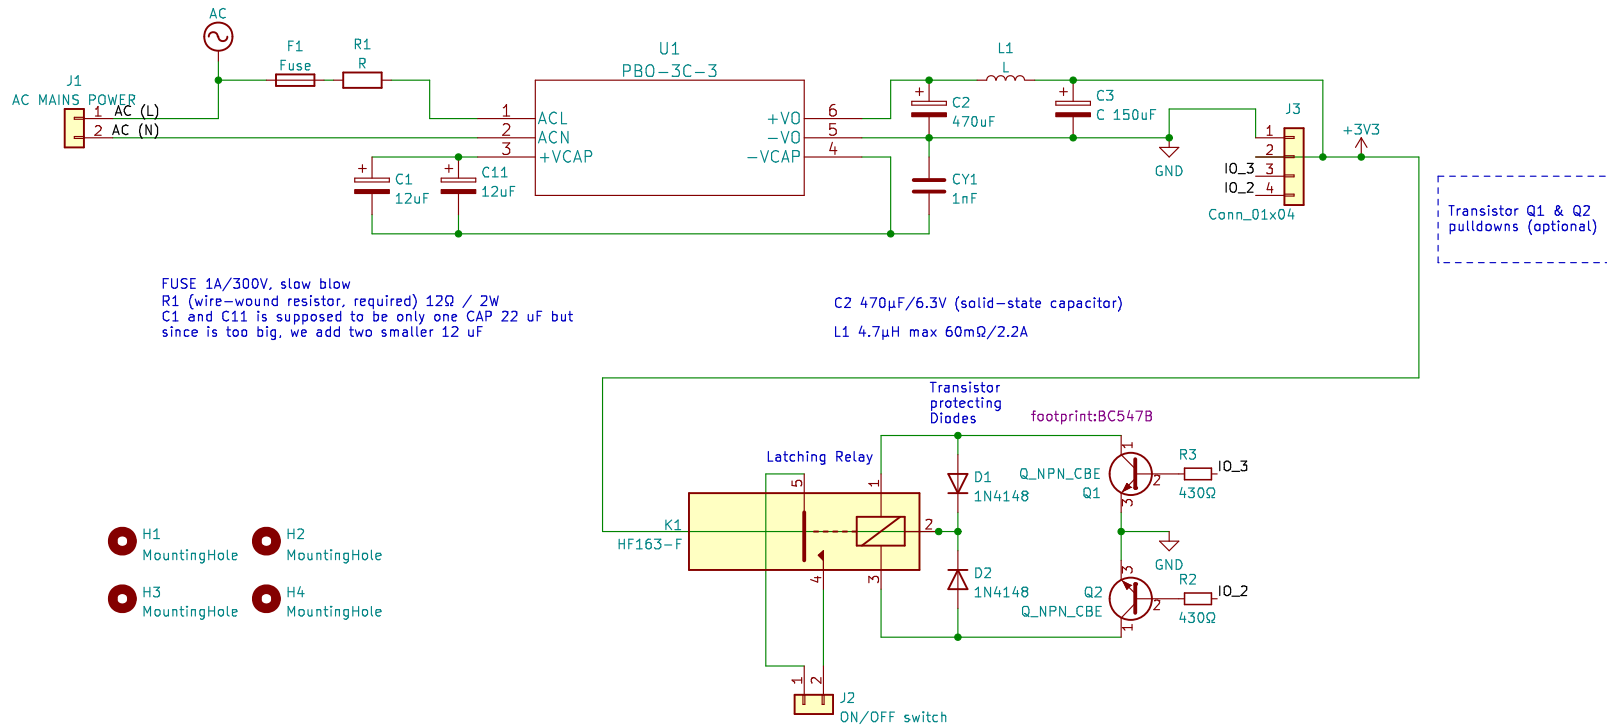 AC
F1
Fuse
R1
R
J1
AC MAINS POWER
1
AC (L)
2
AC (N)
U1
PBO-3C-3
1
ACL
2
ACN
3
+VCAP
+VO
6
-VO
5
-VCAP
4
+
C1
12uF
+
C11
12uF
L1
L
+
C2
470uF
+
C3
C 150uF
CY1
1nF
GND
J3
1
2
IO_3
3
IO_2
4
Conn_01x04
+3V3
Transistor Q1 & Q2
pulldowns (optional)
FUSE 1A/300V, slow blow
R1 (wire-wound resistor, required) 12Ω / 2W
C1 and C11 is supposed to be only one CAP 22 uF but
since is too big, we add two smaller 12 uF
C2 470µF/6.3V (solid-state capacitor)
L1 4.7µH max 60mΩ/2.2A
Transistor
protecting
Diodes
footprint:BC547B
Latching Relay
5
1
K1
HF163-F
2
4
3
D1
1N4148
D2
1N4148
1
Q_NPN_CBE
Q1
2
3
R3
430Ω
IO_3
GND
3
Q2
Q_NPN_CBE
2
1
R2
430Ω
IO_2
H1
MountingHole
H2
MountingHole
H3
MountingHole
H4
MountingHole
1
2
J2
ON/OFF switch